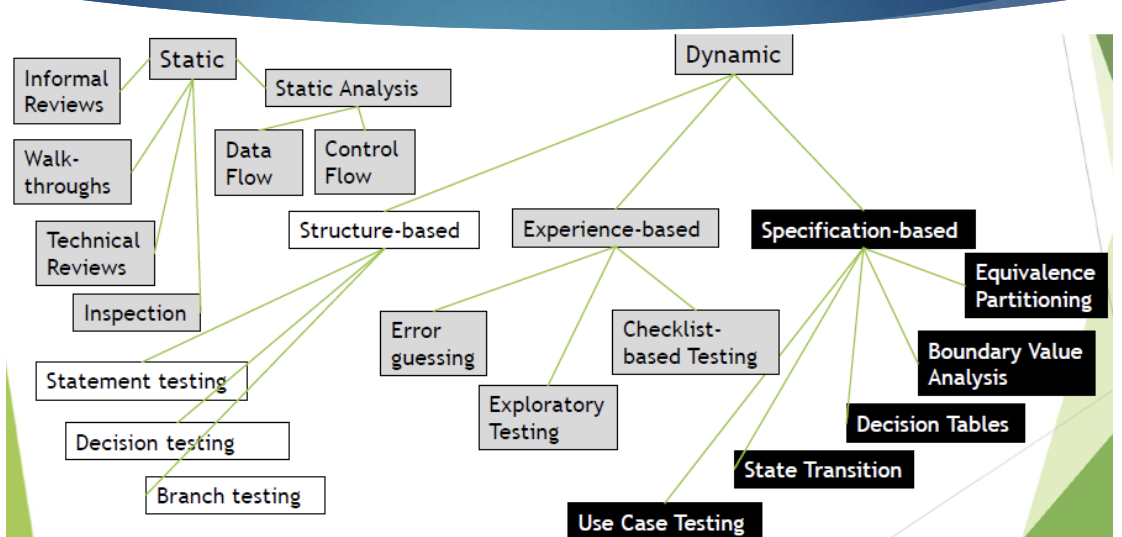 Static
Informal
Reviews
Static Analysis
Data
Flow
Control
Flow
Walk-
throughs
Technical
Reviews
Inspection
Dynamic
Structure-based
Experience-based
Specification-based
Statement testing
Decision testing
Branch testing
Error
guessing
Exploratory
Testing
Checklist-
based Testing
Equivalence
Partitioning
Boundary Value
Analysis
Decision Tables
State Transition
Use Case Testing